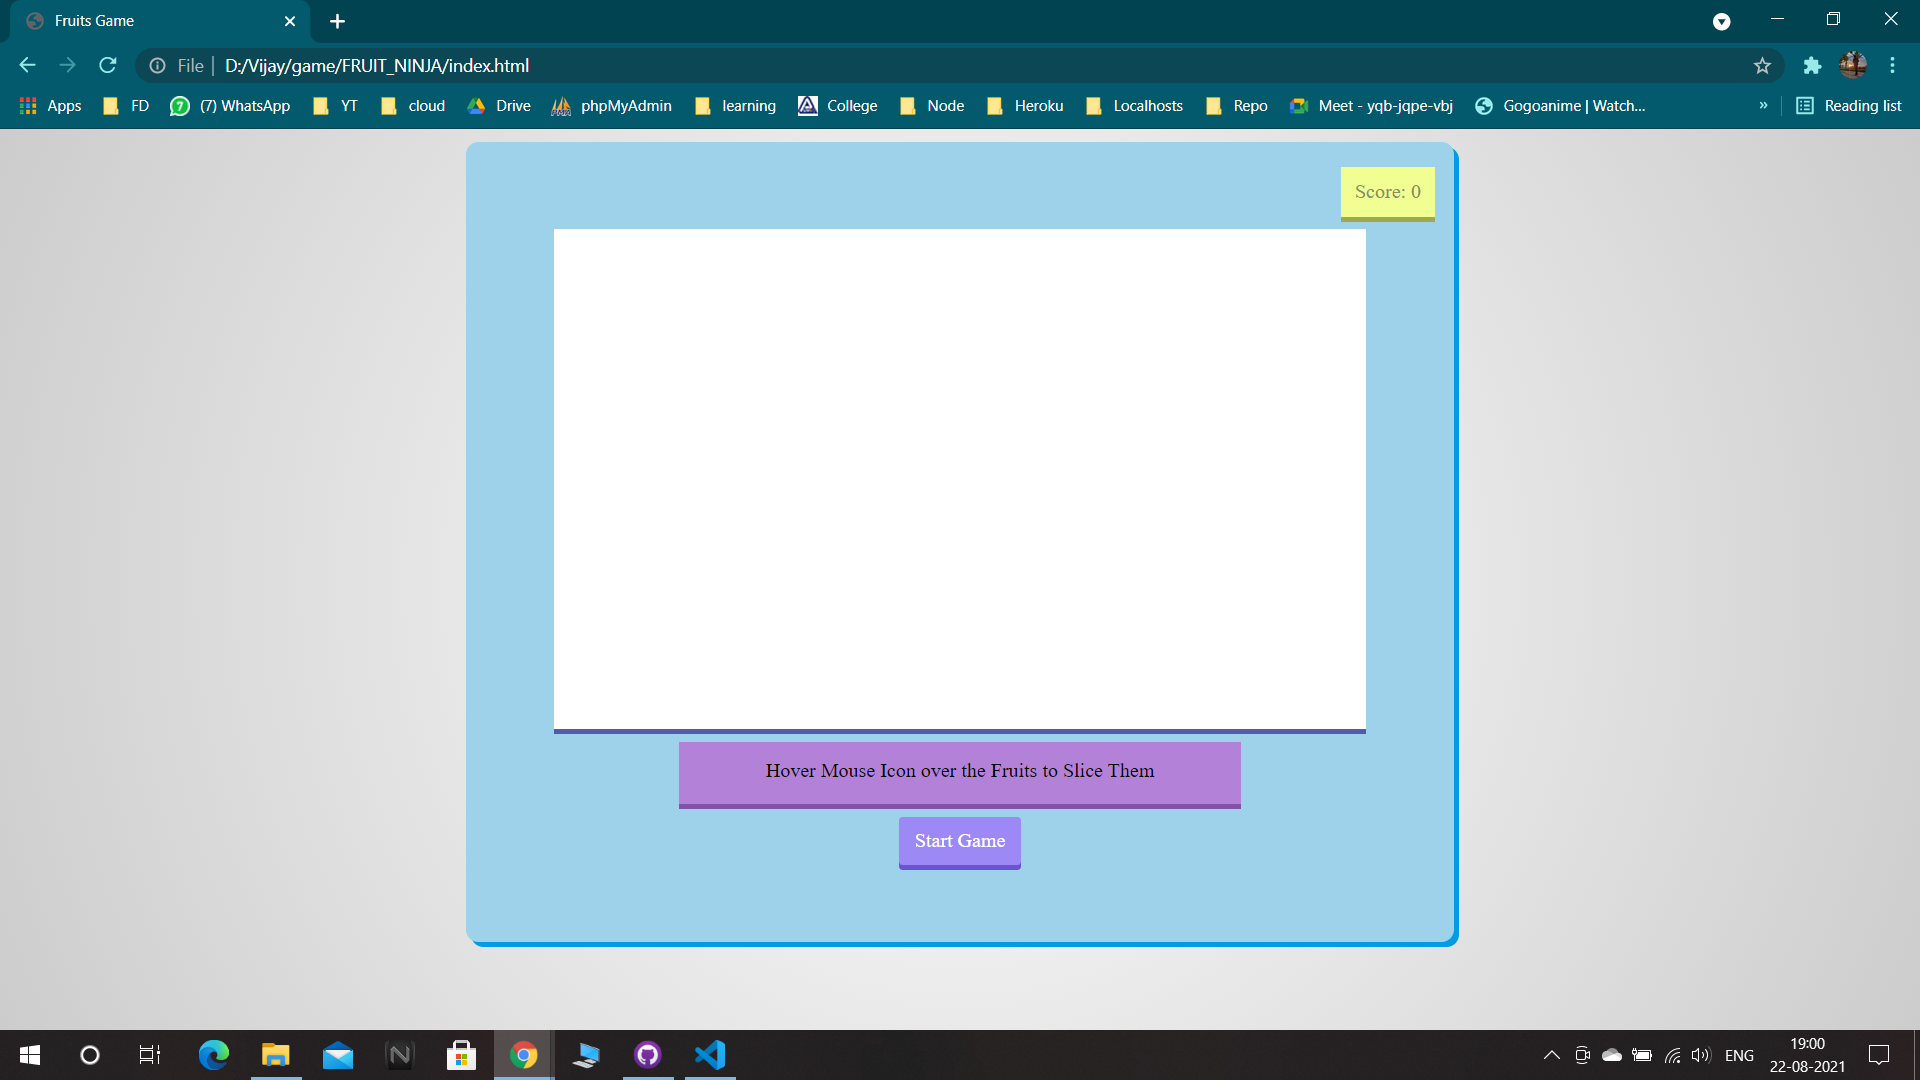 Fruits Game
File | D:/Vijay/game/FRUIT_NINJA/index.html
Apps FD 7 (7) WhatsApp YT cloud Drive PMA phpMyAdmin learning College Node Heroku Localhosts Repo Meet - yqb-jqpe-vbj Gogoanime | Watch... » Reading list
Score: 0
Hover Mouse Icon over the Fruits to Slice Them
Start Game
N ENG 19:00
22-08-2021